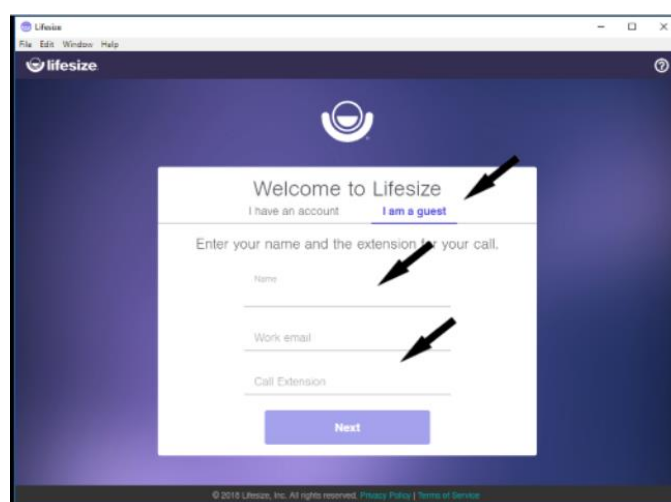 Lifesize
File Edit Window Help
lifesize
Welcome to Lifesize
I have an account I am a guest
Enter your name and the extension for your call.
Name
Work email
Call Extension
Next
© 2018 Lifesize, Inc. All rights reserved. Privacy Policy | Terms of Service